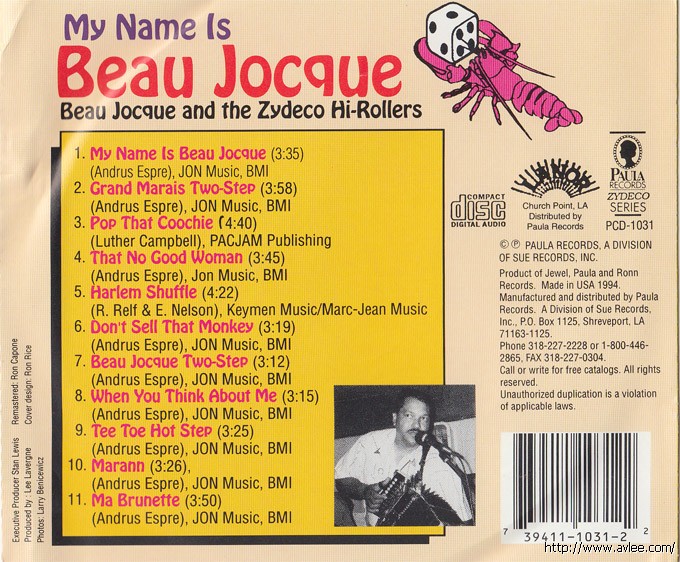 My Name Is
Beau Jocque
Beau Jocque and the Zydeco Hi-Rollers
1. My Name Is Beau Jocque (3:35)
(Andrus Espre), JON Music, BMI
2. Grand Marais Two-Step (3:58)
(Andrus Espre), JON Music, BMI
3. Pop That Coochie (4:40)
(Luther Campbell), PACJAM Publishing
4. That No Good Woman (3:45)
(Andrus Espre), Jon Music, BMI
5. Harlem Shuffle (4:22)
(R. Relf & E. Nelson), Keymen Music/Marc-Jean Music
6. Don't Sell That Monkey (3:19)
(Andrus Espre), JON Music, BMI
7. Beau Jocque Two-Step (3:12)
(Andrus Espre), JON Music, BMI
8. When You Think About Me (3:15)
(Andrus Espre), JON Music, BMI
9. Tee Toe Hot Step (3:25)
(Andrus Espre), JON Music, BMI
10. Marann (3:26),
(Andrus Espre), JON Music, BMI
11. Ma Brunette (3:50)
(Andrus Espre), JON Music, BMI
Executive Producer Stan Lewis
Produced by : Lee Lavergne
Photos: Larry Benicewicz
Remastered: Ron Capone
Cover design: Ron Rice
COMPACT
disc
DIGITAL AUDIO
LANOR
Church Point, LA
Distributed by
Paula Records
PAULA
RECORDS
ZYDECO
SERIES
PCD-1031
© ℗ PAULA RECORDS, A DIVISION
OF SUE RECORDS, INC.
Product of Jewel, Paula and Ronn
Records. Made in USA 1994.
Manufactured and distributed by Paula
Records. A Division of Sue Records,
Inc., P.O. Box 1125, Shreveport, LA
71163-1125.
Phone 318-227-2228 or 1-800-446-
2865, FAX 318-227-0304.
Call or write for free catalogs. All rights
reserved.
Unauthorized duplication is a violation
of applicable laws.
7 39411-1031-2 2
http://www.avlee.com/